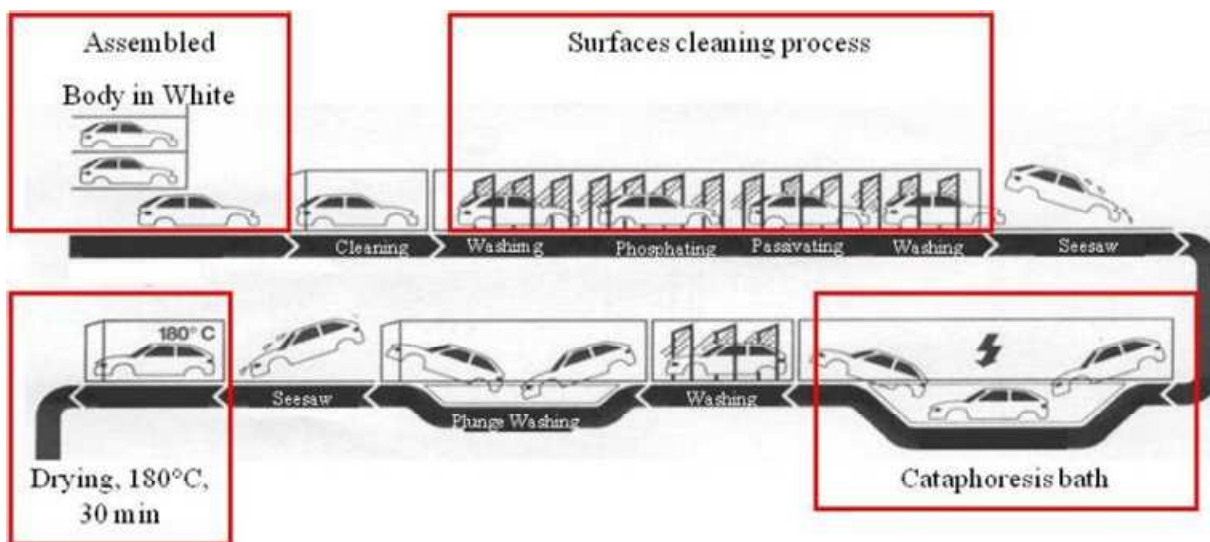 Assembled
Body in White
Surfaces cleaning process
Cleaning
Washimg
Phosphating
Passivating
Washing
Seesaw
180° C
Seesaw
Plunge Washing
Washing
Drying, 180°C,
30 min
Cataphoresis bath